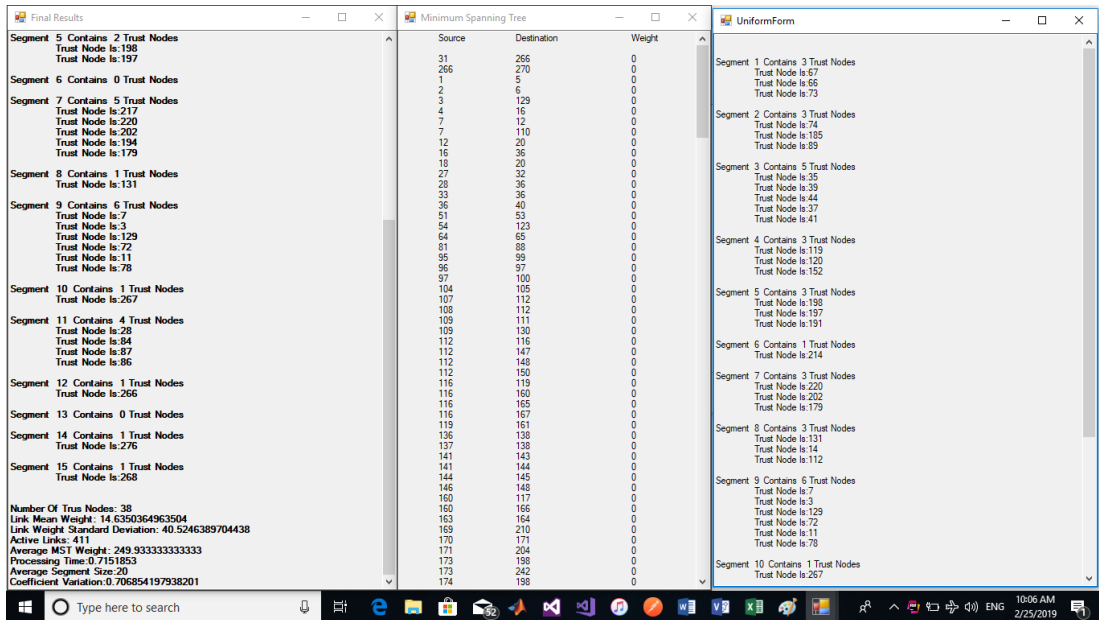 Final Results
Segment 5 Contains 2 Trust Nodes
Trust Node Is:198
Trust Node Is:197
Segment 6 Contains 0 Trust Nodes
Segment 7 Contains 5 Trust Nodes
Trust Node Is:217
Trust Node Is:220
Trust Node Is:202
Trust Node Is:194
Trust Node Is:179
Segment 8 Contains 1 Trust Nodes
Trust Node Is:131
Segment 9 Contains 6 Trust Nodes
Trust Node Is:7
Trust Node Is:3
Trust Node Is:129
Trust Node Is:72
Trust Node Is:11
Trust Node Is:78
Segment 10 Contains 1 Trust Nodes
Trust Node Is:267
Segment 11 Contains 4 Trust Nodes
Trust Node Is:28
Trust Node Is:84
Trust Node Is:87
Trust Node Is:86
Segment 12 Contains 1 Trust Nodes
Trust Node Is:266
Segment 13 Contains 0 Trust Nodes
Segment 14 Contains 1 Trust Nodes
Trust Node Is:276
Segment 15 Contains 1 Trust Nodes
Trust Node Is:268
Number Of Trus Nodes: 38
Link Mean Weight: 14.6350364963504
Link Weight Standard Deviation: 40.5246389704438
Active Links: 411
Average MST Weight: 249.933333333333
Processing Time:0.7151853
Average Segment Size:20
Coefficient Variation:0.706854197938201
Minimum Spanning Tree
Source Destination Weight
31 266 0
266 270 0
1 5 0
2 6 0
3 129 0
4 16 0
7 12 0
7 110 0
12 20 0
16 36 0
18 20 0
27 32 0
28 36 0
33 36 0
36 40 0
51 53 0
54 123 0
64 65 0
81 88 0
95 99 0
96 97 0
97 100 0
104 105 0
107 112 0
108 112 0
109 111 0
109 130 0
112 116 0
112 147 0
112 148 0
112 150 0
116 119 0
116 160 0
116 165 0
116 167 0
119 161 0
136 138 0
137 138 0
141 143 0
141 144 0
144 145 0
146 148 0
160 117 0
160 166 0
163 164 0
169 210 0
170 171 0
171 204 0
173 198 0
173 242 0
174 198 0
UniformForm
Segment 1 Contains 3 Trust Nodes
Trust Node Is:67
Trust Node Is:66
Trust Node Is:73
Segment 2 Contains 3 Trust Nodes
Trust Node Is:74
Trust Node Is:185
Trust Node Is:89
Segment 3 Contains 5 Trust Nodes
Trust Node Is:35
Trust Node Is:39
Trust Node Is:44
Trust Node Is:37
Trust Node Is:41
Segment 4 Contains 3 Trust Nodes
Trust Node Is:119
Trust Node Is:120
Trust Node Is:152
Segment 5 Contains 3 Trust Nodes
Trust Node Is:198
Trust Node Is:197
Trust Node Is:191
Segment 6 Contains 1 Trust Nodes
Trust Node Is:214
Segment 7 Contains 3 Trust Nodes
Trust Node Is:220
Trust Node Is:202
Trust Node Is:179
Segment 8 Contains 3 Trust Nodes
Trust Node Is:131
Trust Node Is:14
Trust Node Is:112
Segment 9 Contains 6 Trust Nodes
Trust Node Is:7
Trust Node Is:3
Trust Node Is:129
Trust Node Is:72
Trust Node Is:11
Trust Node Is:78
Segment 10 Contains 1 Trust Nodes
Trust Node Is:267
Type here to search
52
ENG
10:06 AM
2/25/2019
1